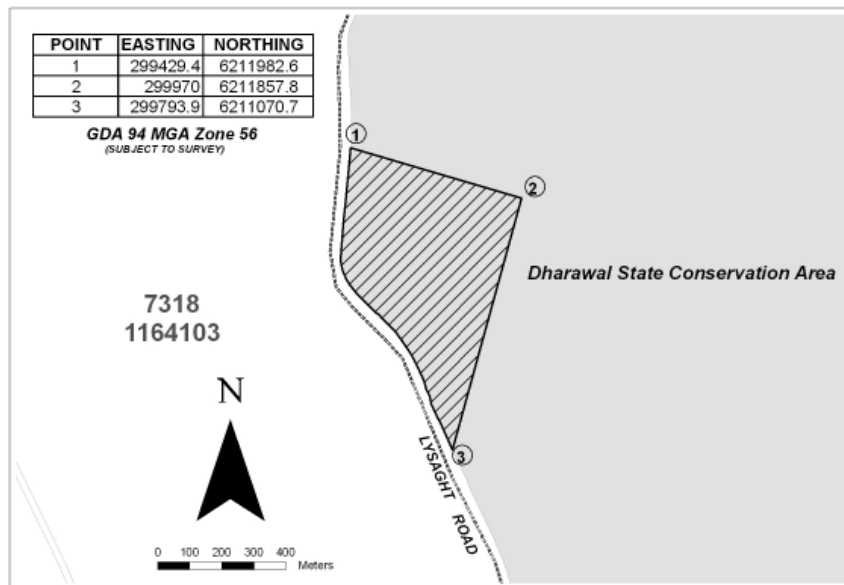 POINT EASTING NORTHING
1 299429.4 6211982.6
2 299970 6211857.8
3 299793.9 6211070.7
GDA 94 MGA Zone 56
(SUBJECT TO SURVEY)
1
2
Dharawal State Conservation Area
7318
1164103
N
3
LYSAGHT ROAD
0 100 200 300 400
Meters